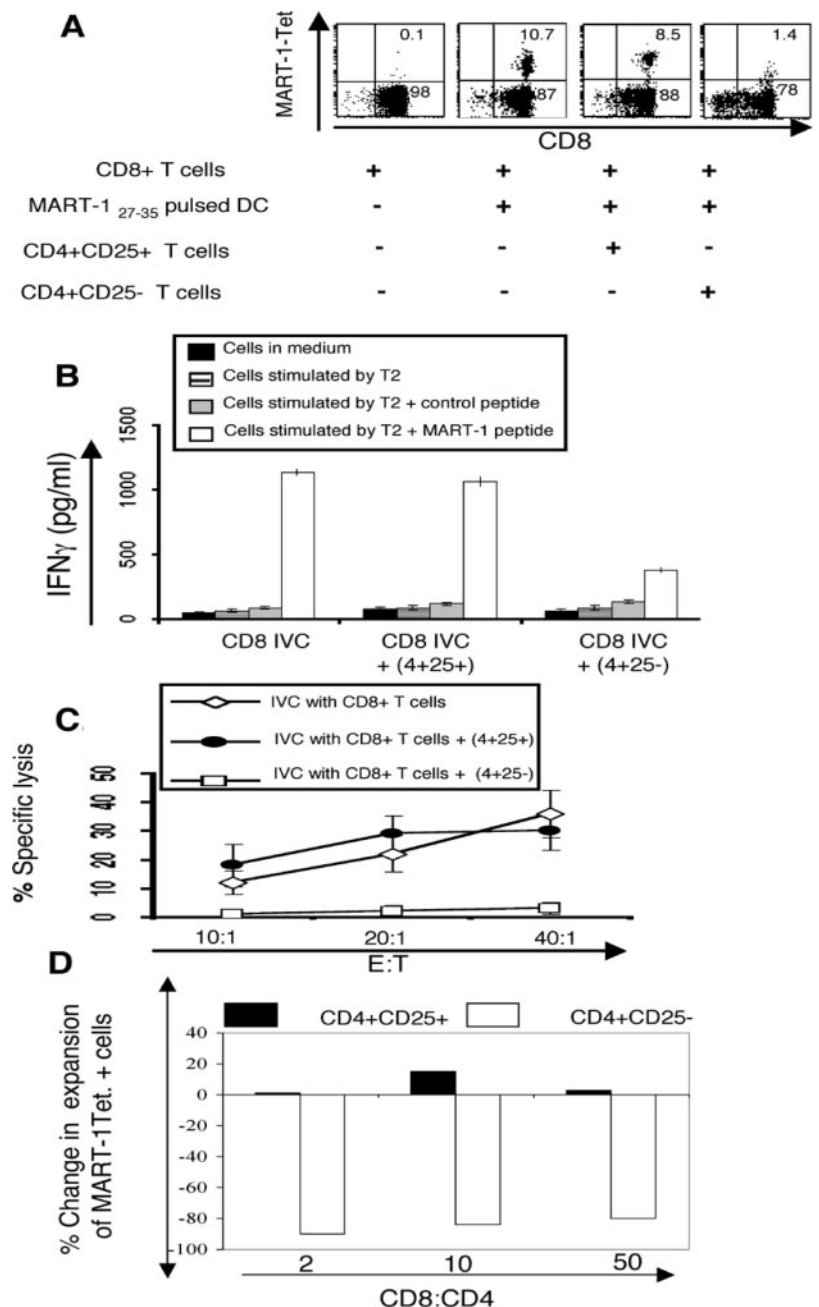 A
MART-1-Tet
0.1 10.7 8.5 1.4
98 87 88 78
CD8
CD8+ T cells + + + +
MART-1 27-35 pulsed DC - + + +
CD4+CD25+ T cells - - + -
CD4+CD25- T cells - - - +
B
Cells in medium
Cells stimulated by T2
Cells stimulated by T2 + control peptide
Cells stimulated by T2 + MART-1 peptide
IFNγ (pg/ml)
1500
1000
500
0
CD8 IVC CD8 IVC CD8 IVC
+ (4+25+) + (4+25-)
C
IVC with CD8+ T cells
IVC with CD8+ T cells + (4+25+)
IVC with CD8+ T cells + (4+25-)
% Specific lysis
50
40
30
20
10
0
10:1 20:1 40:1
E:T
D
CD4+CD25+ CD4+CD25-
% Change in expansion
of MART-1Tet. + cells
40
20
0
-20
-40
-60
-80
-100
2 10 50
CD8:CD4